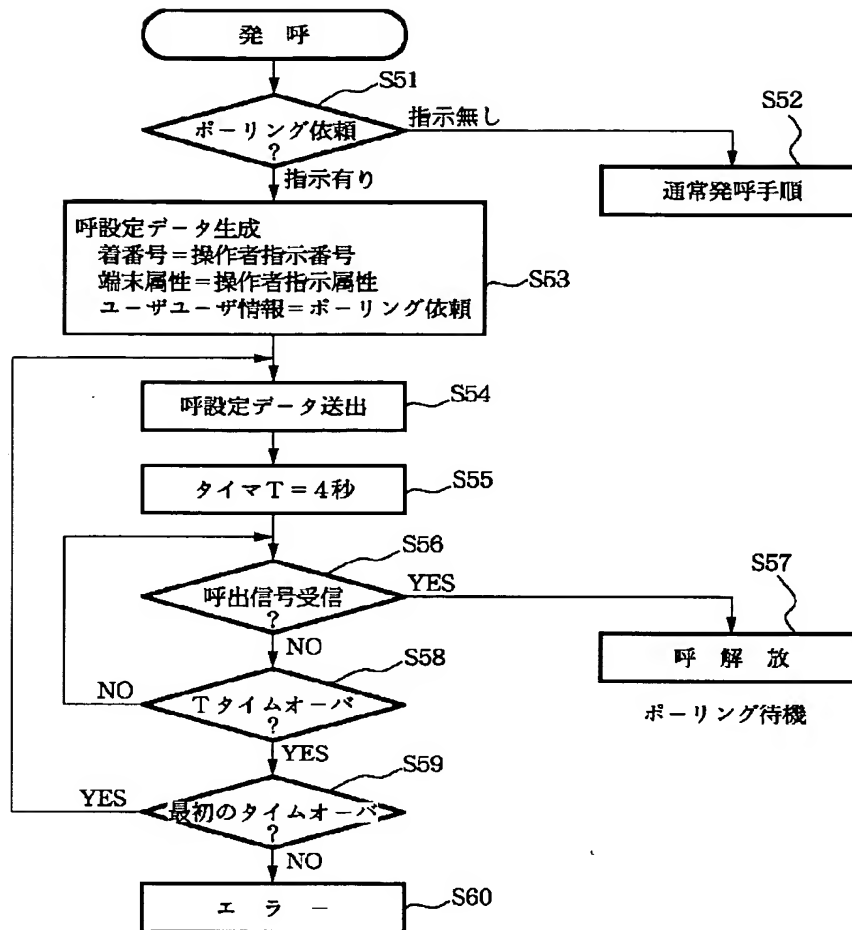 発呼
S51
ポーリング依頼
?
指示無し
S52
通常発呼手順
指示有り
呼設定データ生成
着番号=操作者指示番号
端末属性=操作者指示属性
ユーザユーザ情報=ポーリング依頼
S53
呼設定データ送出
S54
タイマT=4秒
S55
S56
呼出信号受信
?
YES
S57
呼解放
ポーリング待機
NO
S58
Tタイムオーバ
?
NO
YES
S59
最初のタイムオーバ
?
YES
NO
エラー
S60